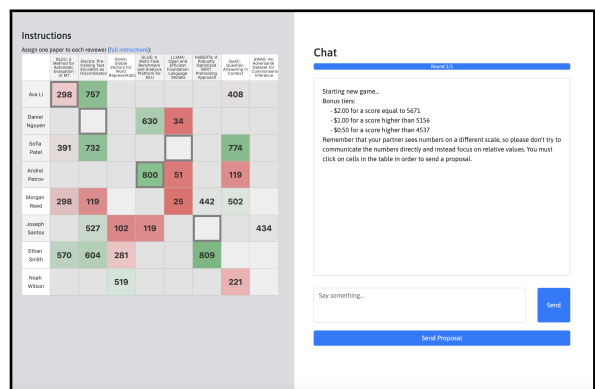 Instructions
Assign one paper to each reviewer (full instructions):
BLEU: a Method for Automatic Evaluation of MT
Electra: Pre-training Text Encoders as Discriminators
GloVe: Global Vectors for Word Representation
GLUE: A Multi-Task Benchmark and Analysis Platform for NLU
LLaMA: Open and Efficient Foundation Language Models
RoBERTa: A Robustly Optimized BERT Pretraining Approach
QuAC: Question Answering in Context
SWAG: An Adversarial Dataset for Commonsense Inference
Ava Li 298 757 408
Daniel Nguyen 630 34
Sofia Patel 391 732 774
Andrei Petrov 800 51 119
Morgan Reed 298 119 25 442 502
Joseph Santos 527 102 119 434
Ethan Smith 570 604 281 809
Noah Wilson 519 221
Chat
Round 1/1
Starting new game...
Bonus tiers:
- $2.00 for a score equal to 5671
- $1.00 for a score higher than 5156
- $0.50 for a score higher than 4537
Remember that your partner sees numbers on a different scale, so please don't try to
communicate the numbers directly and instead focus on relative values. You must
click on cells in the table in order to send a proposal.
Say something...
Send
Send Proposal